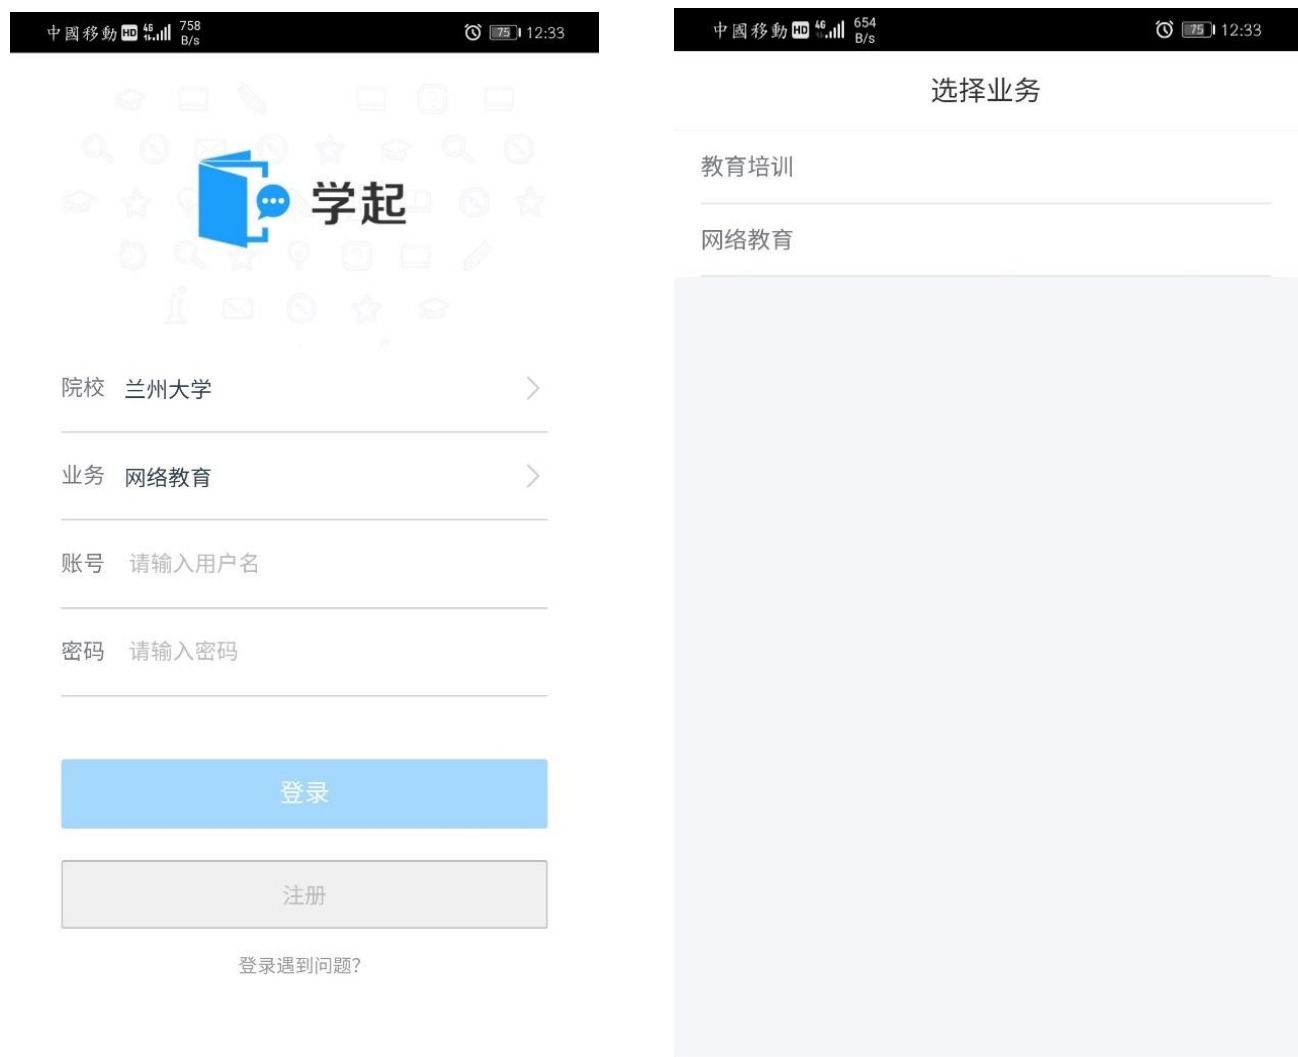 中國移動 HD 4G 758 B/s 75 12:33
学起
院校 兰州大学
业务 网络教育
账号 请输入用户名
密码 请输入密码
登录
注册
登录遇到问题?
中國移動 HD 4G 654 B/s 75 12:33
选择业务
教育培训
网络教育